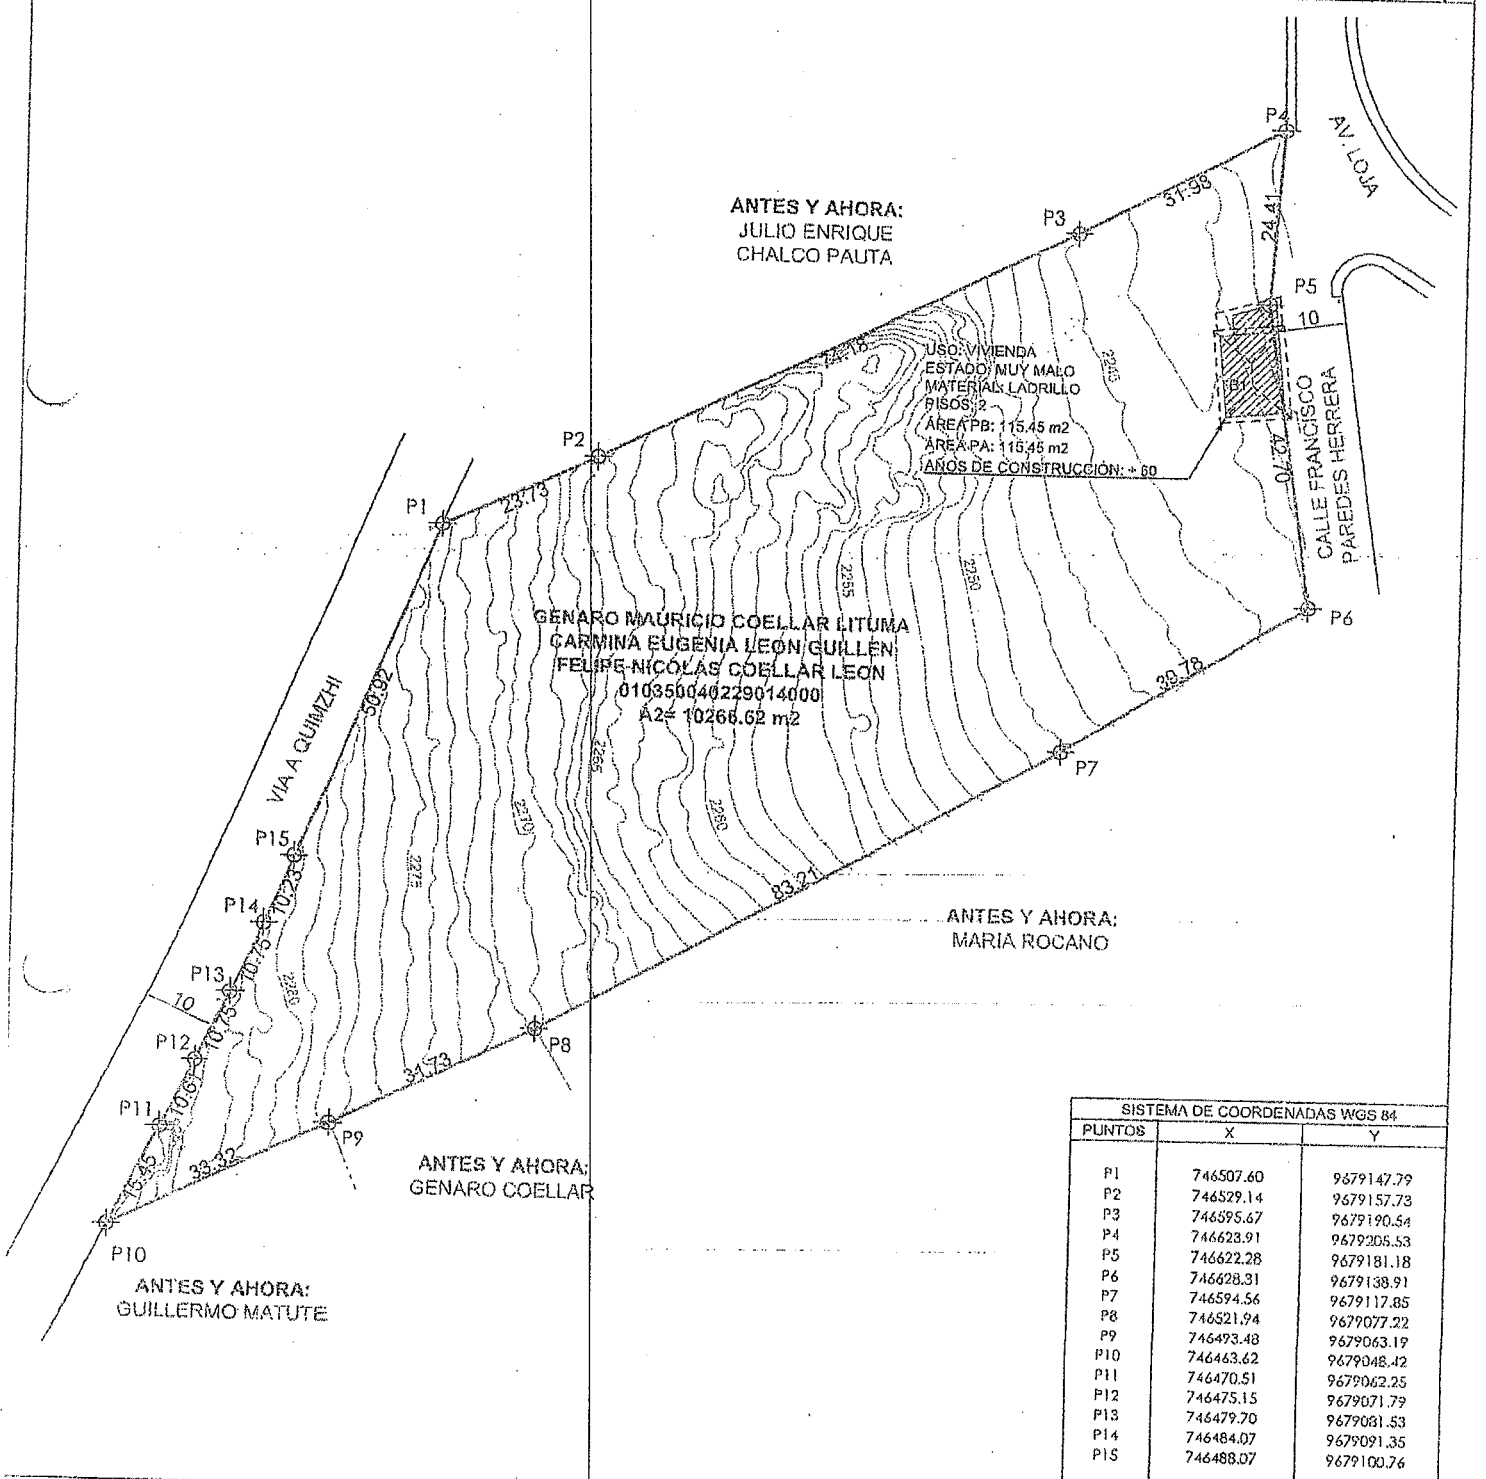 P4
AV. LOJA
31.98
ANTES Y AHORA:
JULIO ENRIQUE
CHALCO PAUTA
P3
24.41
P5
10
USO: VIVIENDA
ESTADO: MUY MALO
MATERIAL: LADRILLO
PISOS: 2
ÁREA PB: 115.45 m2
ÁREA PA: 115.45 m2
AÑOS DE CONSTRUCCIÓN: + 60
2245
B1
42.70
CALLE FRANCISCO
PAREDES HERRERA
P2
P1
23.73
2255
2250
P6
GENARO MAURICIO COELLAR LITUMA
CARMINA EUGENIA LEON GUILLEN
FELIPE NICOLAS COELLAR LEON
010350040229014000
A2= 10266.62 m2
39.78
50.92
VIA A QUIMZHI
P7
2265
2270
2260
P15
2275
10.23
83.21
P14
10.75
ANTES Y AHORA:
MARIA ROCANO
P13
2280
10
10.75
P12
P8
31.73
10.61
P11
P9
33.32
15.45
ANTES Y AHORA:
GENARO COELLAR
P10
ANTES Y AHORA:
GUILLERMO MATUTE
SISTEMA DE COORDENADAS WGS 84
PUNTOS X Y
P1 746507.60 9679147.79
P2 746529.14 9679157.73
P3 746595.67 9679190.54
P4 746623.91 9679205.53
P5 746622.28 9679181.18
P6 746628.31 9679138.91
P7 746594.56 9679117.85
P8 746521.94 9679077.22
P9 746493.48 9679063.19
P10 746463.62 9679048.42
P11 746470.51 9679062.25
P12 746475.15 9679071.79
P13 746479.70 9679081.53
P14 746484.07 9679091.35
P15 746488.07 9679100.76